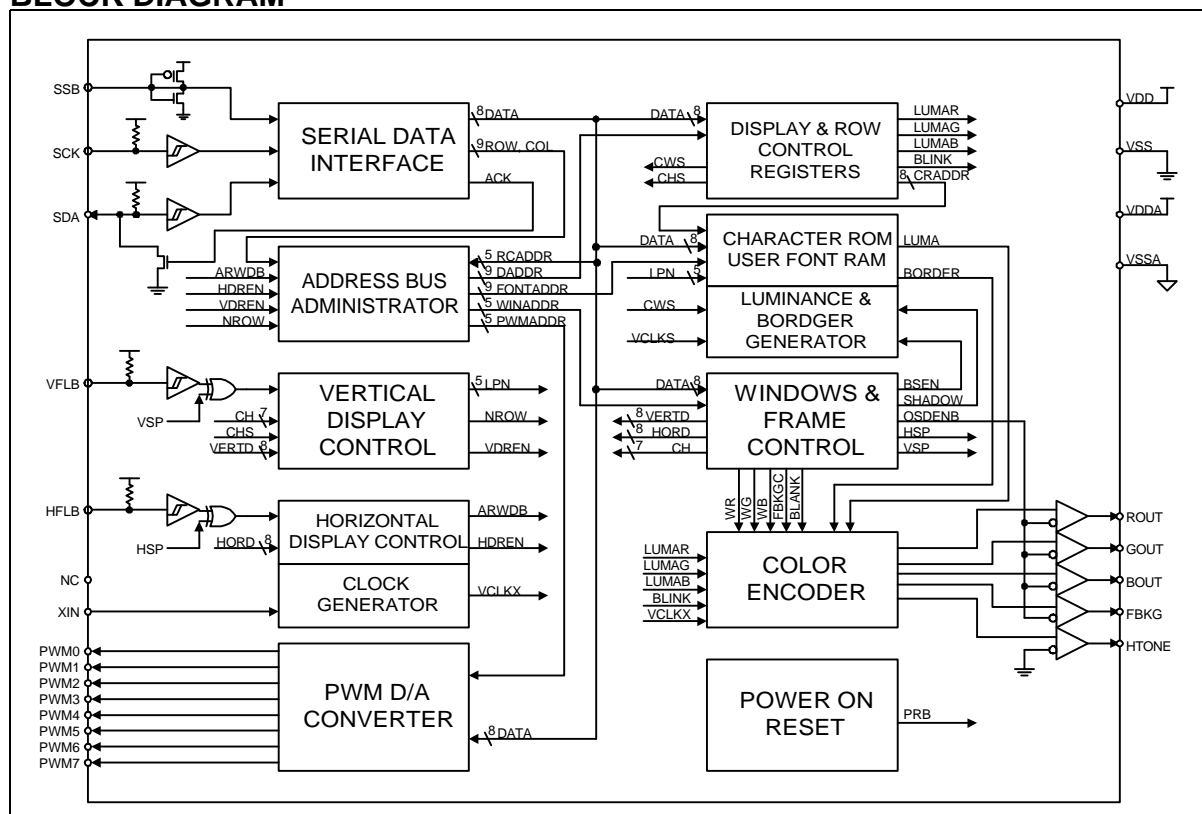 BLOCK DIAGRAM
SSB
SCK
SDA
SERIAL DATA
INTERFACE
8
DATA
9
ROW, COL
ACK
DATA
8
DISPLAY & ROW
CONTROL
REGISTERS
CWS
CHS
LUMAR
LUMAG
LUMAB
BLINK
8
CRADDR
VDD
VSS
VDDA
VSSA
ARWDB
HDREN
VDREN
NROW
ADDRESS BUS
ADMINISTRATOR
5
RCADDR
9
DADDR
9
FONTADDR
5
WINADDR
5
PWMADDR
DATA
8
LPN
5
CWS
VCLKS
CHARACTER ROM
USER FONT RAM
LUMINANCE &
BORDGER
GENERATOR
LUMA
BORDER
VFLB
VSP
CH
7
CHS
VERTD
8
VERTICAL
DISPLAY
CONTROL
5
LPN
NROW
VDREN
DATA
8
8
VERTD
8
HORD
7
CH
WINDOWS &
FRAME
CONTROL
BSEN
SHADOW
OSDENB
HSP
VSP
WR
WG
WB
FBKGC
BLANK
HFLB
HSP
HORD
8
HORIZONTAL
DISPLAY CONTROL
ARWDB
HDREN
NC
XIN
CLOCK
GENERATOR
VCLKX
LUMAR
LUMAG
LUMAB
BLINK
VCLKX
COLOR
ENCODER
ROUT
GOUT
BOUT
FBKG
HTONE
PWM0
PWM1
PWM2
PWM3
PWM4
PWM5
PWM6
PWM7
PWM D/A
CONVERTER
8
DATA
POWER ON
RESET
PRB